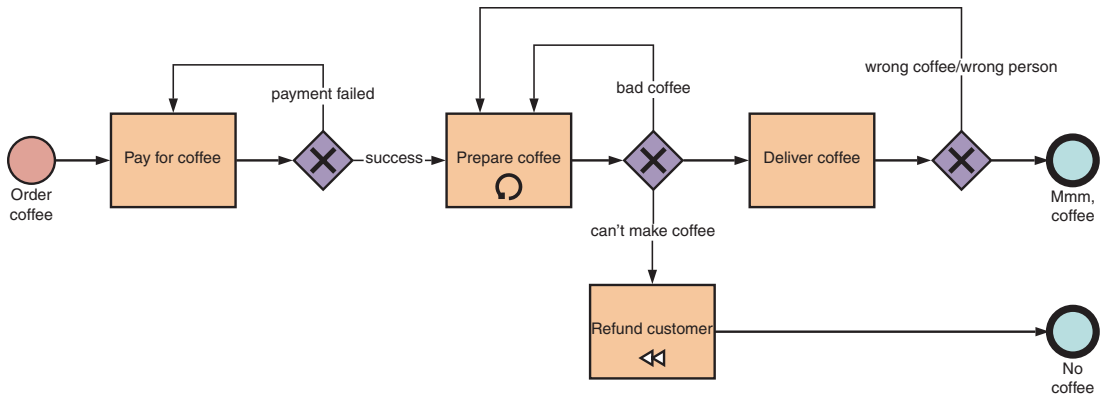 wrong coffee/wrong person
payment failed
bad coffee
Pay for coffee
success
Prepare coffee
Deliver coffee
Order
coffee
Mmm,
coffee
can't make coffee
Refund customer
No
coffee